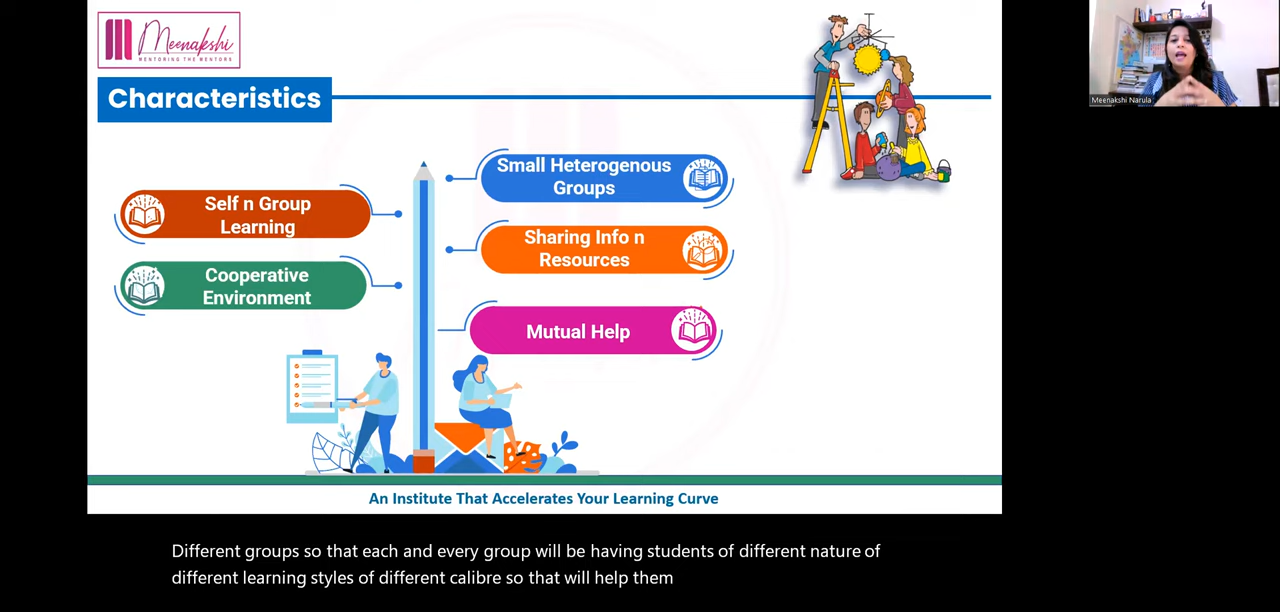 Meenakshi
MENTORING THE MENTORS
Characteristics
Self n Group
Learning
Cooperative
Environment
Small Heterogenous
Groups
Sharing Info n
Resources
Mutual Help
An Institute That Accelerates Your Learning Curve
Meenakshi Narula
Different groups so that each and every group will be having students of different nature of
different learning styles of different calibre so that will help them